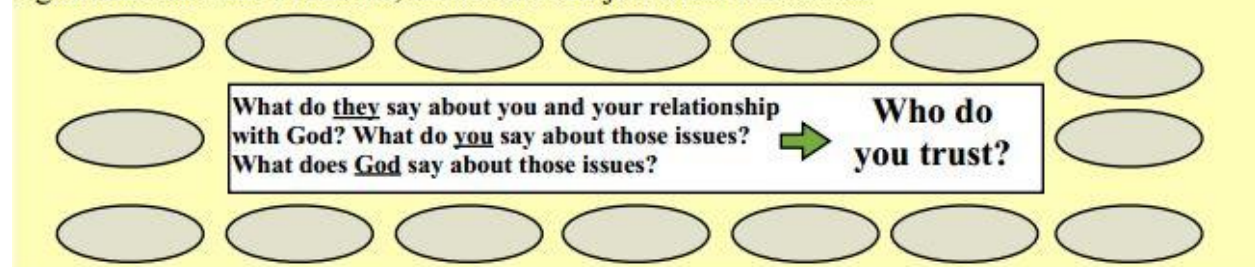 What do they say about you and your relationship
with God? What do you say about those issues?
What does God say about those issues?
Who do
you trust?